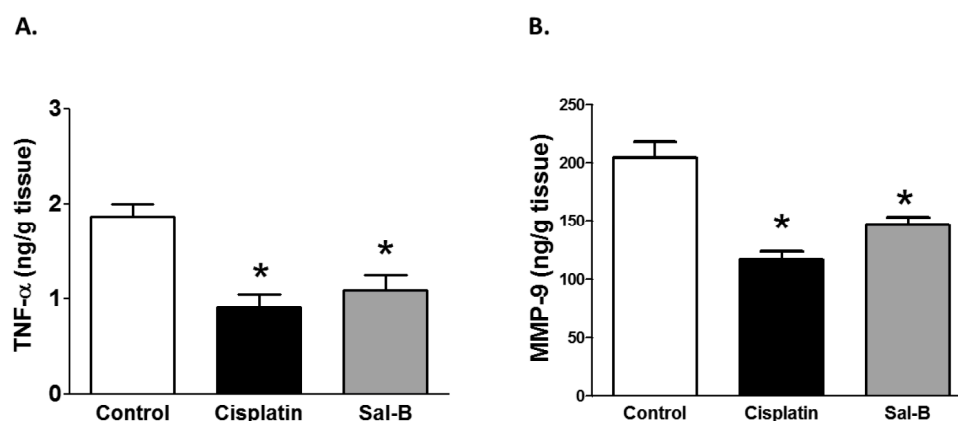 A.
TNF-α (ng/g tissue)
3
2
1
0
*
*
Control
Cisplatin
Sal-B
B.
MMP-9 (ng/g tissue)
250
200
150
100
50
0
*
*
Control
Cisplatin
Sal-B